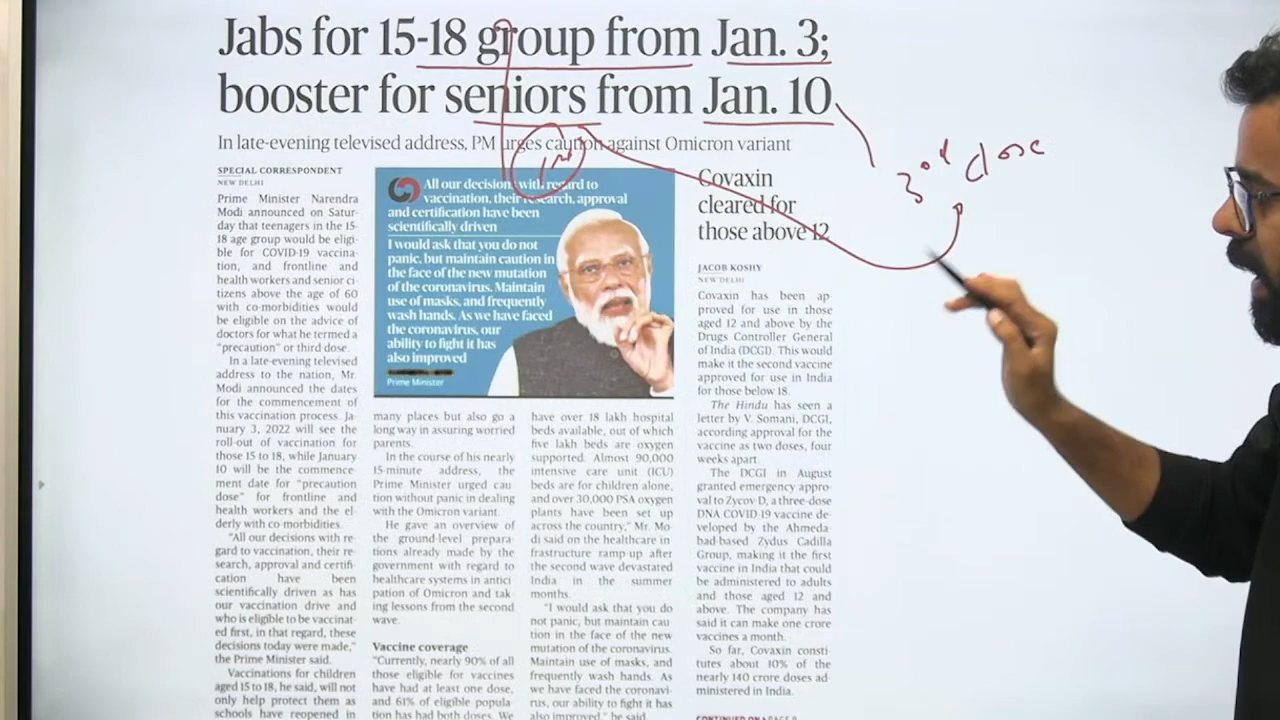 Jabs for 15-18 group from Jan. 3;
booster for seniors from Jan. 10
In late-evening televised address, PM urges caution against Omicron variant
3rd dose
SPECIAL CORRESPONDENT
NEW DELHI
Prime Minister Narendra
Modi announced on Satur-
day that teenagers in the 15-
18 age group would be eligi-
ble for COVID-19 vaccina-
tion, and frontline and
health workers and senior ci-
tizens above the age of 60
with co-morbidities would
be eligible on the advice of
doctors for what he termed a
"precaution" or third dose.
In a late-evening televised
address to the nation, Mr.
Modi announced the dates
for the commencement of
this vaccination process. Ja-
nuary 3, 2022 will see the
roll-out of vaccination for
those 15 to 18, while January
10 will be the commence-
ment date for "precaution
dose" for frontline and
health workers and the el-
derly with co-morbidities.
"All our decisions with re-
gard to vaccination, their re-
search, approval and certifi-
cation have been
scientifically driven as has
our vaccination drive and
who is eligible to be vaccinat-
ed first, in that regard, these
decisions today were made,"
the Prime Minister said.
Vaccinations for children
aged 15 to 18, he said, will not
only help protect them as
schools have reopened in
All our decisions with regard to
vaccination, their research, approval
and certification have been
scientifically driven
I would ask that you do not
panic, but maintain caution in
the face of the new mutation
of the coronavirus. Maintain
use of masks, and frequently
wash hands. As we have faced
the coronavirus, our
ability to fight it has
also improved
Prime Minister
many places but also go a
long way in assuring worried
parents.
In the course of his nearly
15-minute address, the
Prime Minister urged cau
tion without panic in dealing
with the Omicron variant.
He gave an overview of
the ground-level prepara-
tions already made by the
government with regard to
healthcare systems in antici
pation of Omicron and tak-
ing lessons from the second
wave.
Vaccine coverage
"Currently, nearly 90% of all
those eligible for vaccines
have had at least one dose,
and 61% of eligible popula-
tion has had both doses. We
have over 18 lakh hospital
beds available, out of which
five lakh beds are oxygen
supported. Almost 90,000
intensive care unit (ICU)
beds are for children alone,
and over 30,000 PSA oxygen
plants have been set up
across the country," Mr. Mo-
di said on the healthcare in-
frastructure ramp-up after
the second wave devastated
India in the summer
months.
"I would ask that you do
not panic, but maintain cau-
tion in the face of the new
mutation of the coronavirus.
Maintain use of masks, and
frequently wash hands. As
we have faced the coronavi-
rus, our ability to fight it has
also improved," he said.
Covaxin
cleared for
those above 12
JACOB KOSHY
NEW DELHI
Covaxin has been ap-
proved for use in those
aged 12 and above by the
Drugs Controller General
of India (DCGI). This would
make it the second vaccine
approved for use in India
for those below 18.
The Hindu has seen a
letter by V. Somani, DCGI,
according approval for the
vaccine as two doses, four
weeks apart.
The DCGI in August
granted emergency appro-
val to Zycov-D, a three-dose
DNA COVID-19 vaccine de-
veloped by the Ahmeda-
bad-based Zydus Cadilla
Group, making it the first
vaccine in India that could
be administered to adults
and those aged 12 and
above. The company has
said it can make one crore
vaccines a month.
So far, Covaxin consti-
tutes about 10% of the
nearly 140 crore doses ad-
ministered in India.
CONTINUED ON